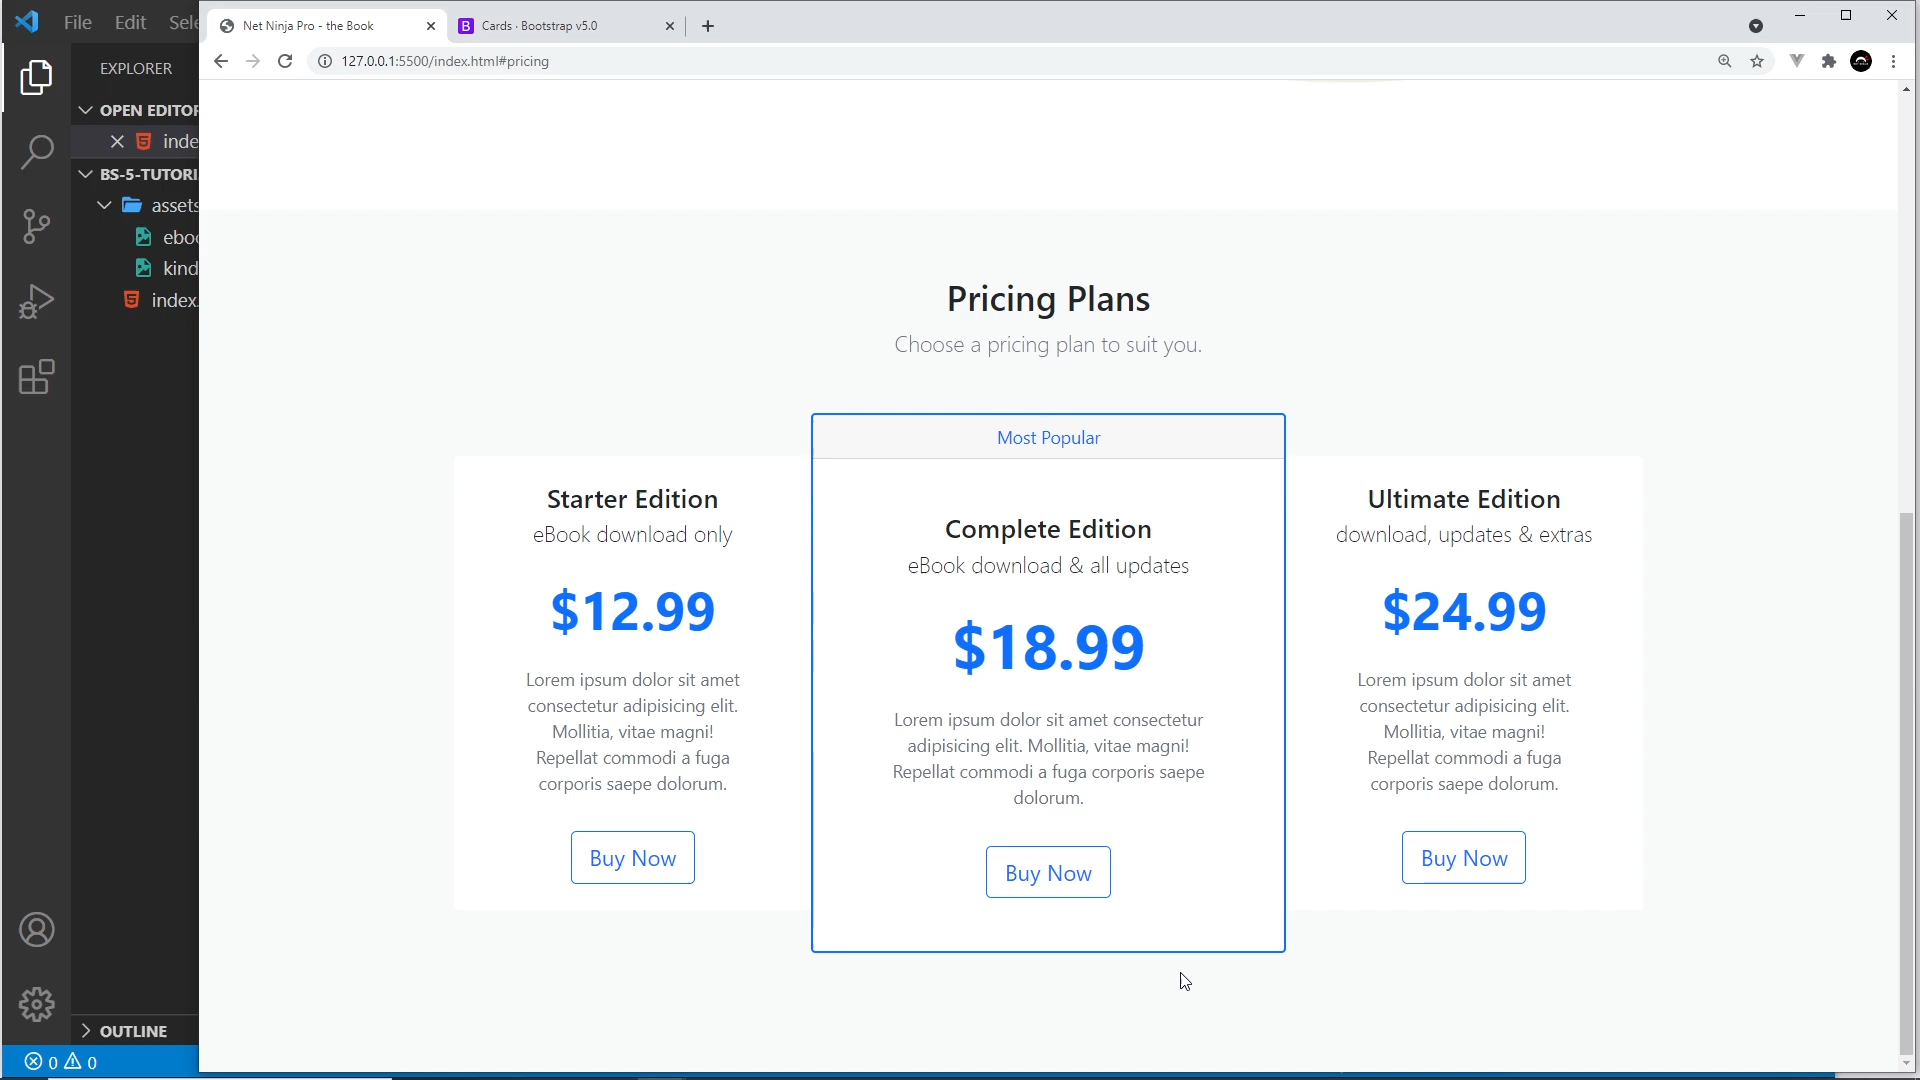 File Edit Sele
Net Ninja Pro - the Book
Cards · Bootstrap v5.0
127.0.0.1:5500/index.html#pricing
EXPLORER
OPEN EDITOR
inde
BS-5-TUTORI
assets
eboo
kind
index.
OUTLINE
0 0
Pricing Plans
Choose a pricing plan to suit you.
Starter Edition
eBook download only
$12.99
Lorem ipsum dolor sit amet
consectetur adipisicing elit.
Mollitia, vitae magni!
Repellat commodi a fuga
corporis saepe dolorum.
Buy Now
Most Popular
Complete Edition
eBook download & all updates
$18.99
Lorem ipsum dolor sit amet consectetur
adipisicing elit. Mollitia, vitae magni!
Repellat commodi a fuga corporis saepe
dolorum.
Buy Now
Ultimate Edition
download, updates & extras
$24.99
Lorem ipsum dolor sit amet
consectetur adipisicing elit.
Mollitia, vitae magni!
Repellat commodi a fuga
corporis saepe dolorum.
Buy Now